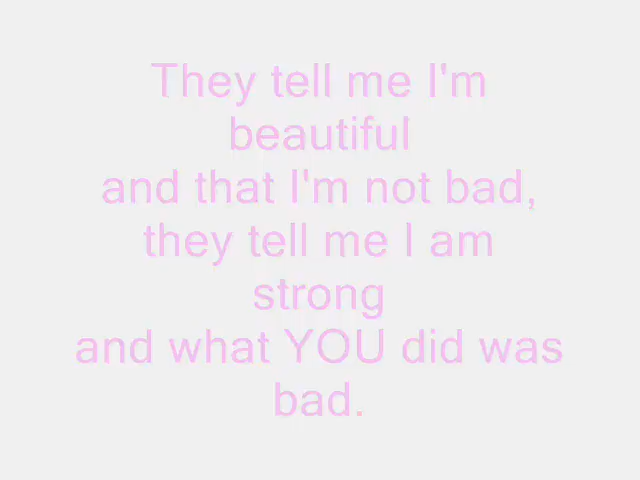 They tell me I'm
beautiful
and that I'm not bad,
they tell me I am
strong
and what YOU did was
bad.